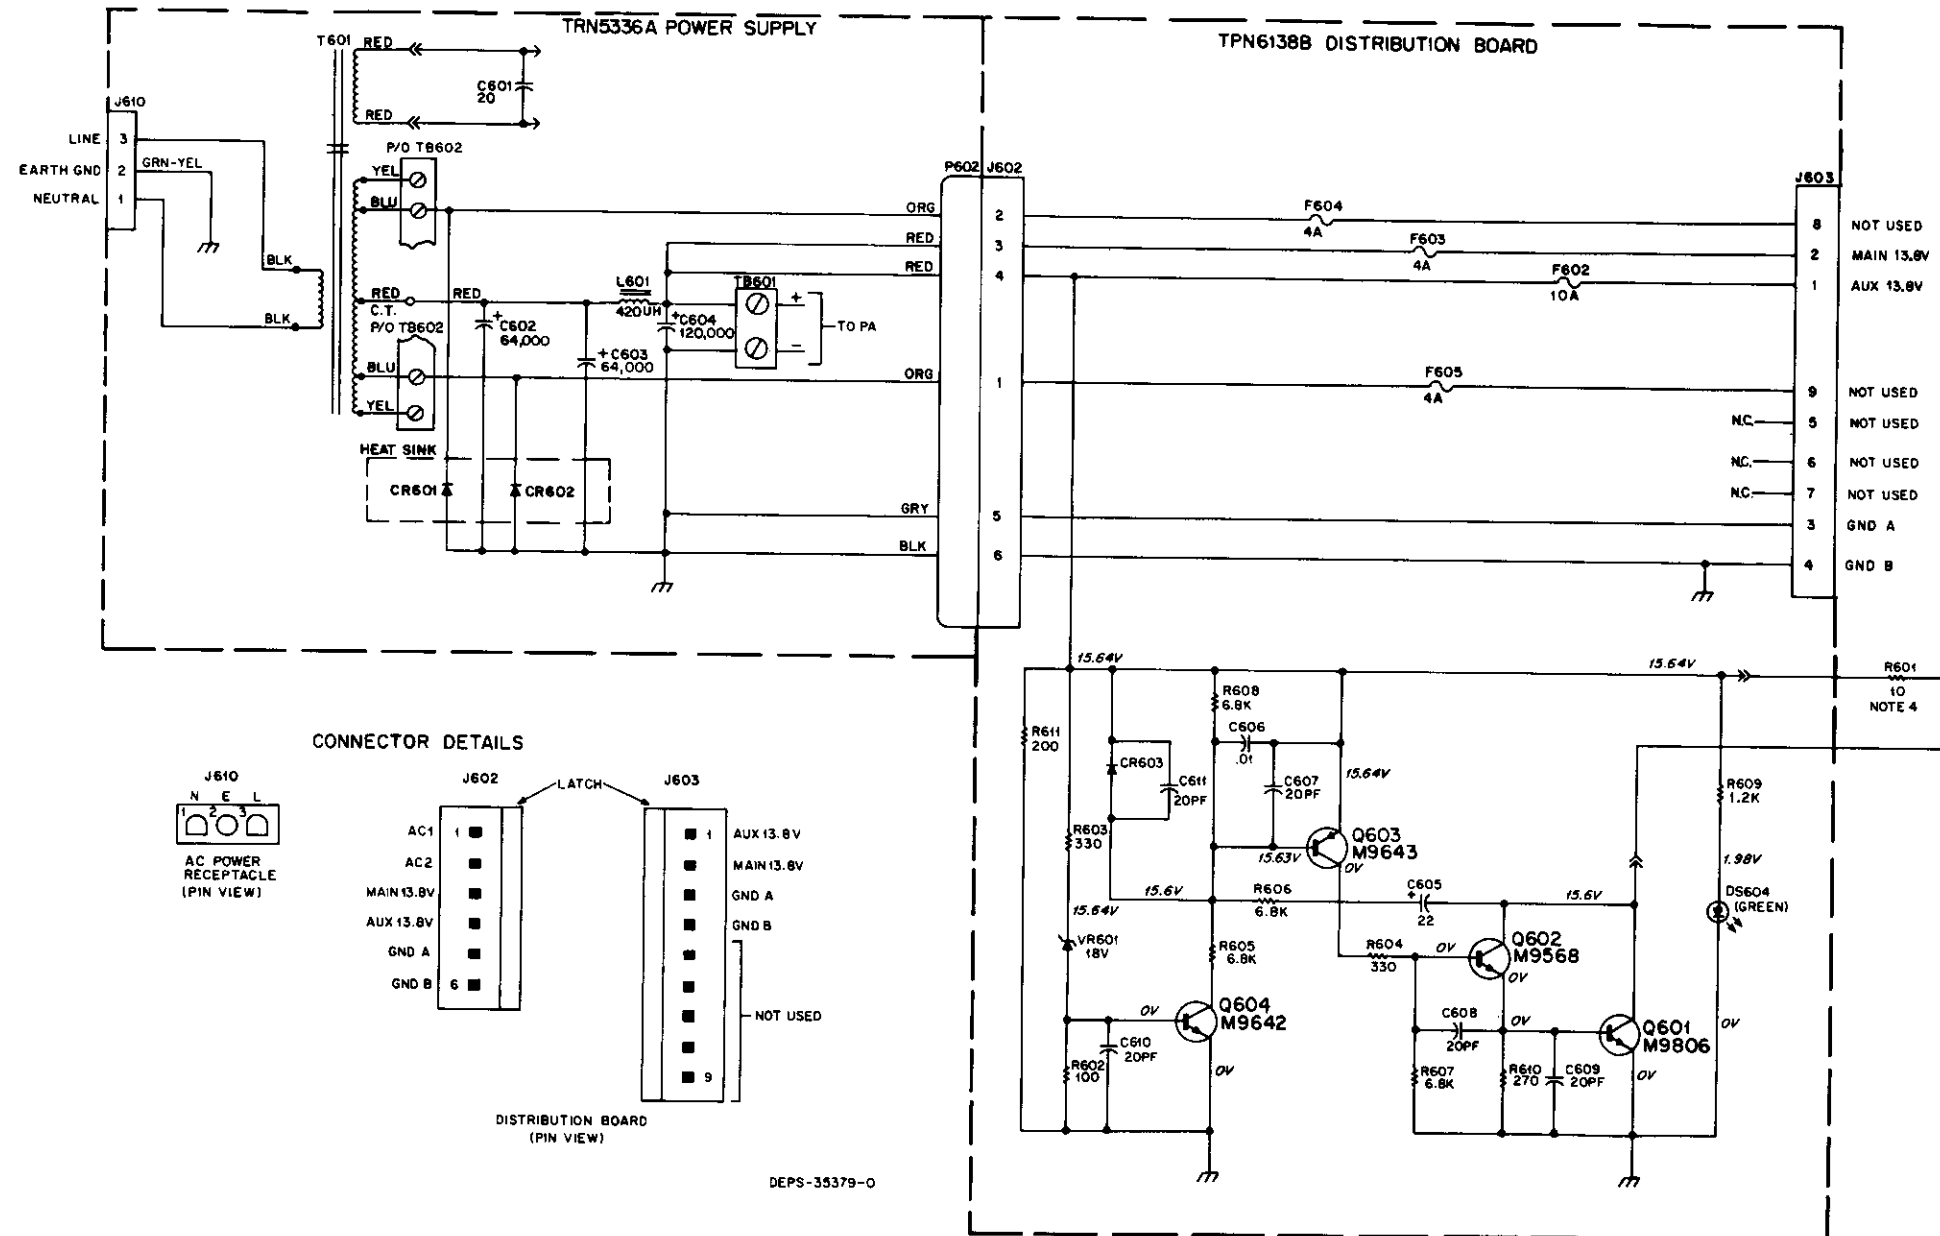 TRN5336A POWER SUPPLY
TPN6138B DISTRIBUTION BOARD
T601
RED
C601
20
RED
J610
LINE 3
EARTH GND 2 GRN-YEL
NEUTRAL 1
P/O TB602
YEL
BLU
BLK
BLK
RED
C.T.
P/O TB602
RED
BLU
YEL
+ C602
64,000
+ C603
64,000
L601
420UH
+ C604
120,000
TB601
+
-
TO PA
HEAT SINK
CR601
CR602
P602 J602
ORG 2
RED 3
RED 4
ORG 1
GRY 5
BLK 6
F604
4A
F603
4A
F602
10A
F605
4A
J603
8 NOT USED
2 MAIN 13.8V
1 AUX 13.8V
9 NOT USED
N.C. 5 NOT USED
N.C. 6 NOT USED
N.C. 7 NOT USED
3 GND A
4 GND B
15.64V
15.64V
R601
10
NOTE 4
R611
200
R608
6.8K
C606
.01
CR603
C611
20PF
C607
20PF
15.64V
R609
1.2K
R603
330
15.63V
Q603
M9643
0V
1.98V
15.6V
R606
6.8K
C605
+
22
15.6V
DS604
(GREEN)
15.64V
VR601
18V
R605
6.8K
R604
330
0V
Q602
M9568
0V
0V
Q604
M9642
C610
20PF
R602
100
0V
C608
20PF
0V
Q601
M9806
0V
R607
6.8K
R610
270
C609
20PF
0V
CONNECTOR DETAILS
J610
N E L
1 2 3
AC POWER
RECEPTACLE
(PIN VIEW)
J602
LATCH
J603
AC1 1
AC2
MAIN 13.8V
AUX 13.8V
GND A
GND B 6
1 AUX 13.8V
MAIN 13.8V
GND A
GND B
NOT USED
9
DISTRIBUTION BOARD
(PIN VIEW)
DEPS-35379-O